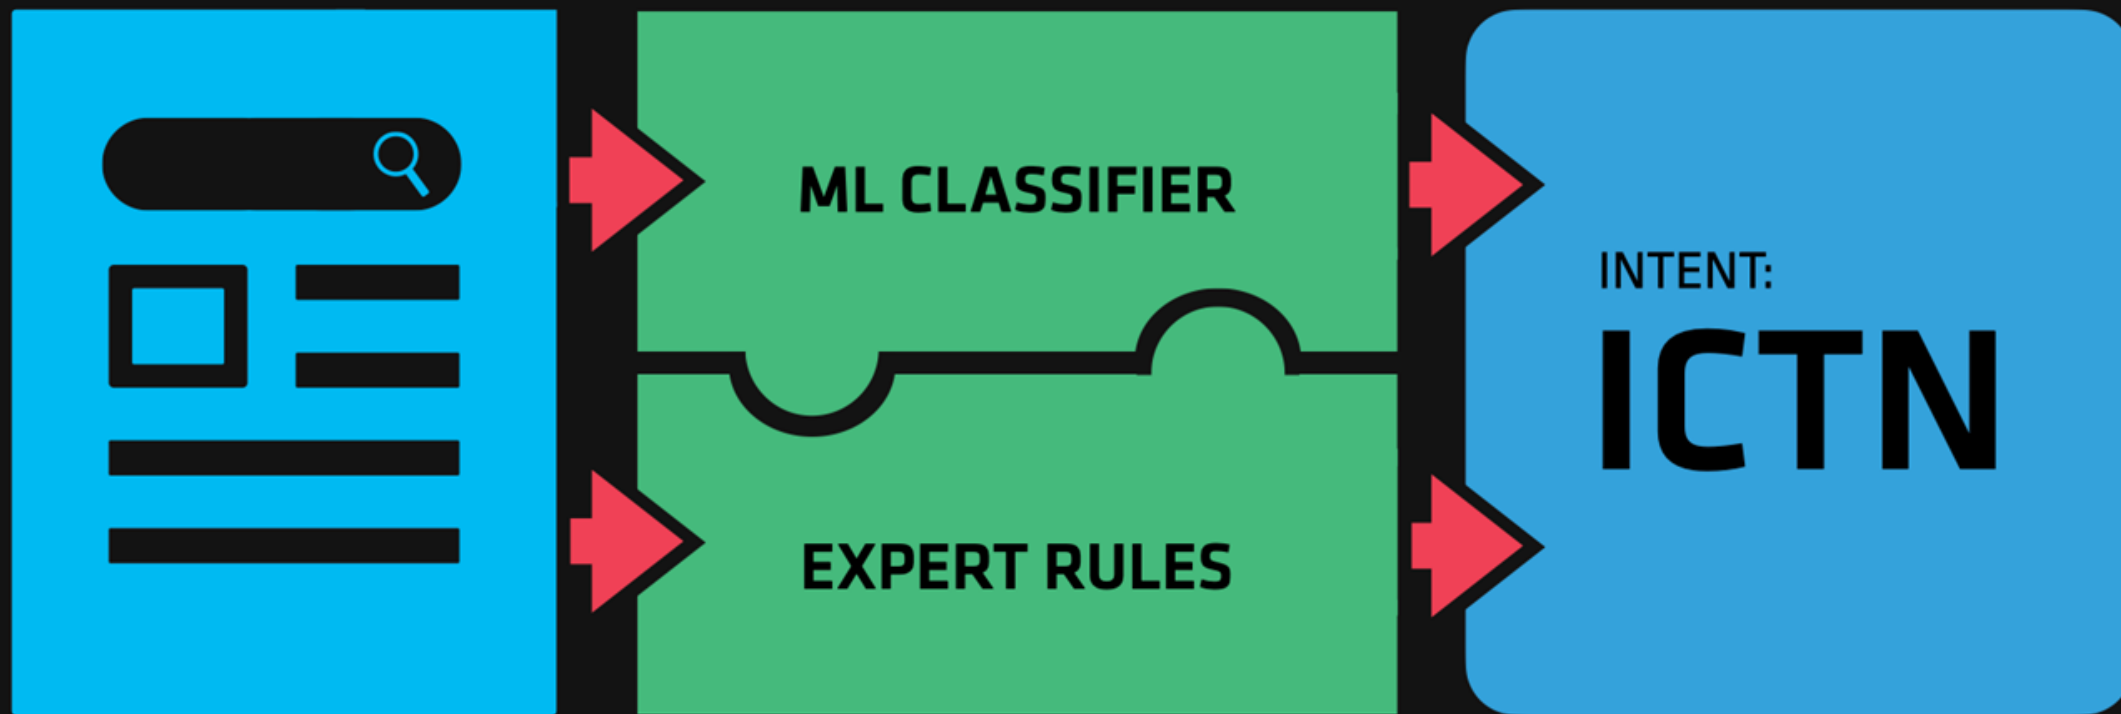 ML CLASSIFIER
EXPERT RULES
INTENT:
ICTN